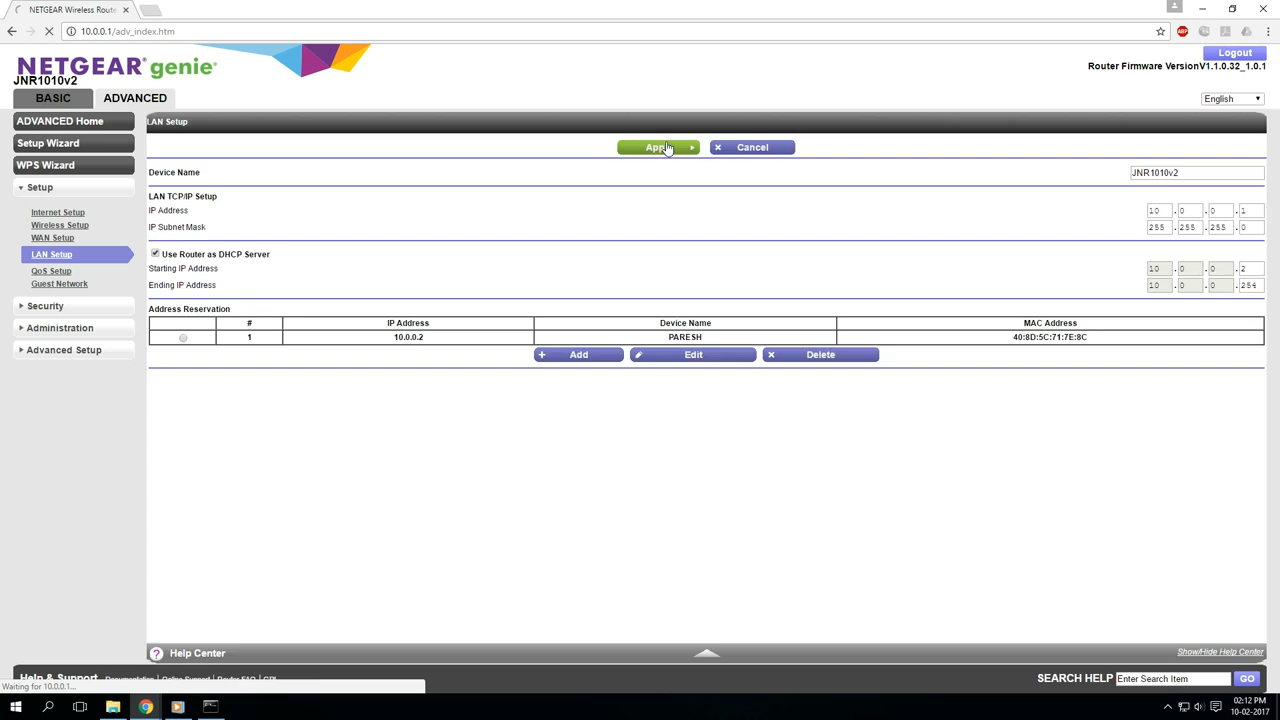 NETGEAR Wireless Route
10.0.0.1/adv_index.htm
ABP
NETGEAR genie
JNR1010v2
Logout
Router Firmware VersionV1.1.0.32_1.0.1
BASIC
ADVANCED
English
ADVANCED Home
Setup Wizard
WPS Wizard
Setup
Internet Setup
Wireless Setup
WAN Setup
LAN Setup
QoS Setup
Guest Network
Security
Administration
Advanced Setup
LAN Setup
Cancel
Device Name
JNR1010v2
LAN TCP/IP Setup
IP Address
10 . 0 . 0 . 1
IP Subnet Mask
255 . 255 . 255 . 0
Use Router as DHCP Server
Starting IP Address
10 . 0 . 0 . 2
Ending IP Address
10 . 0 . 0 . 254
Address Reservation
# IP Address Device Name MAC Address
1 10.0.0.2 PARESH 40:8D:5C:71:7E:8C
Add
Edit
Delete
? Help Center
Show/Hide Help Center
Help & Support
SEARCH HELP
Enter Search Item
GO
Waiting for 10.0.0.1...
02:12 PM
10-02-2017